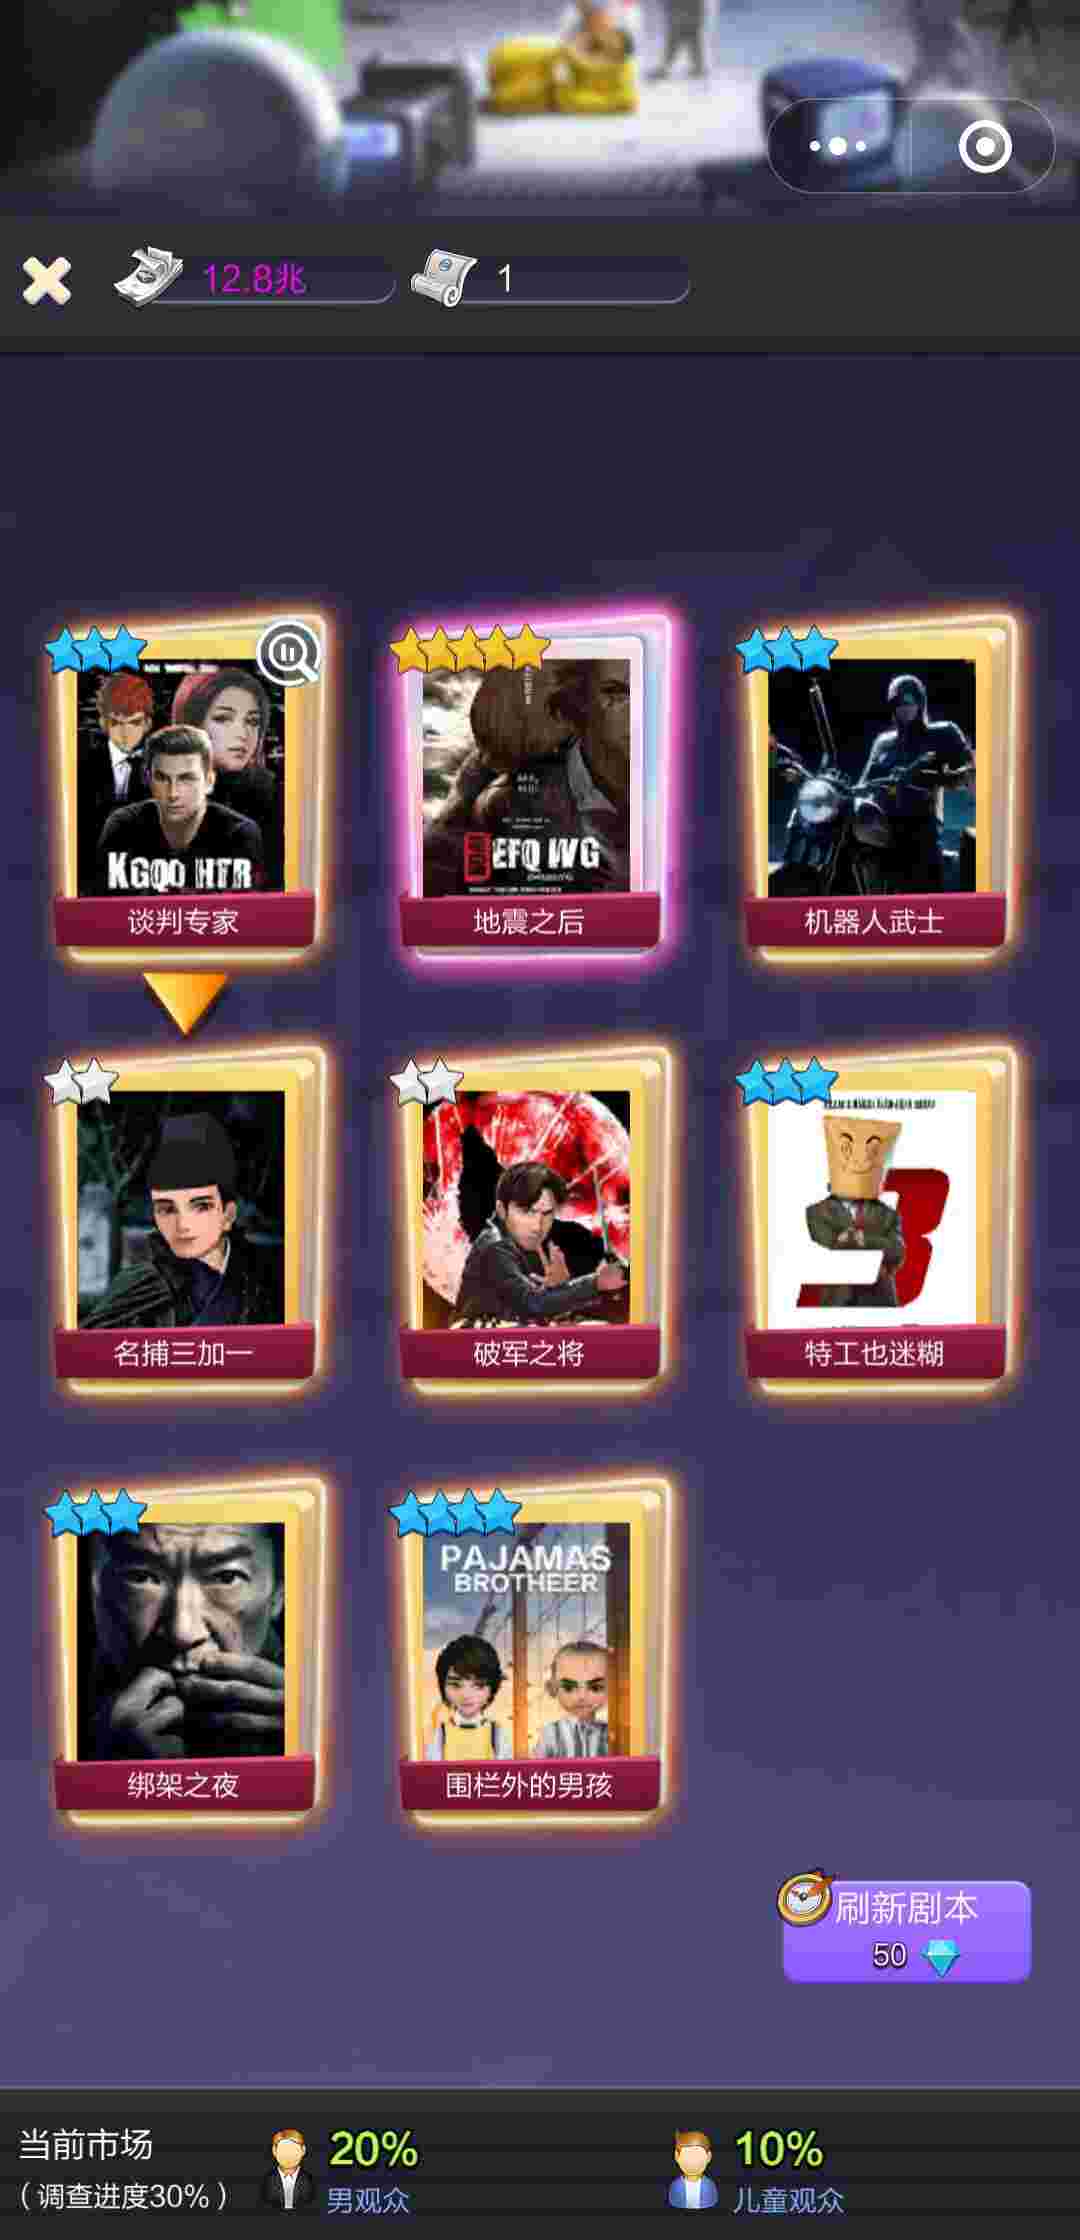 12.8兆
1
KGQO HTR
EFQ WG
谈判专家
地震之后
机器人武士
名捕三加一
破军之将
特工也迷糊
PAJAMAS
BROTHEER
绑架之夜
围栏外的男孩
刷新剧本
50
当前市场
（调查进度30%）
20%
男观众
10%
儿童观众